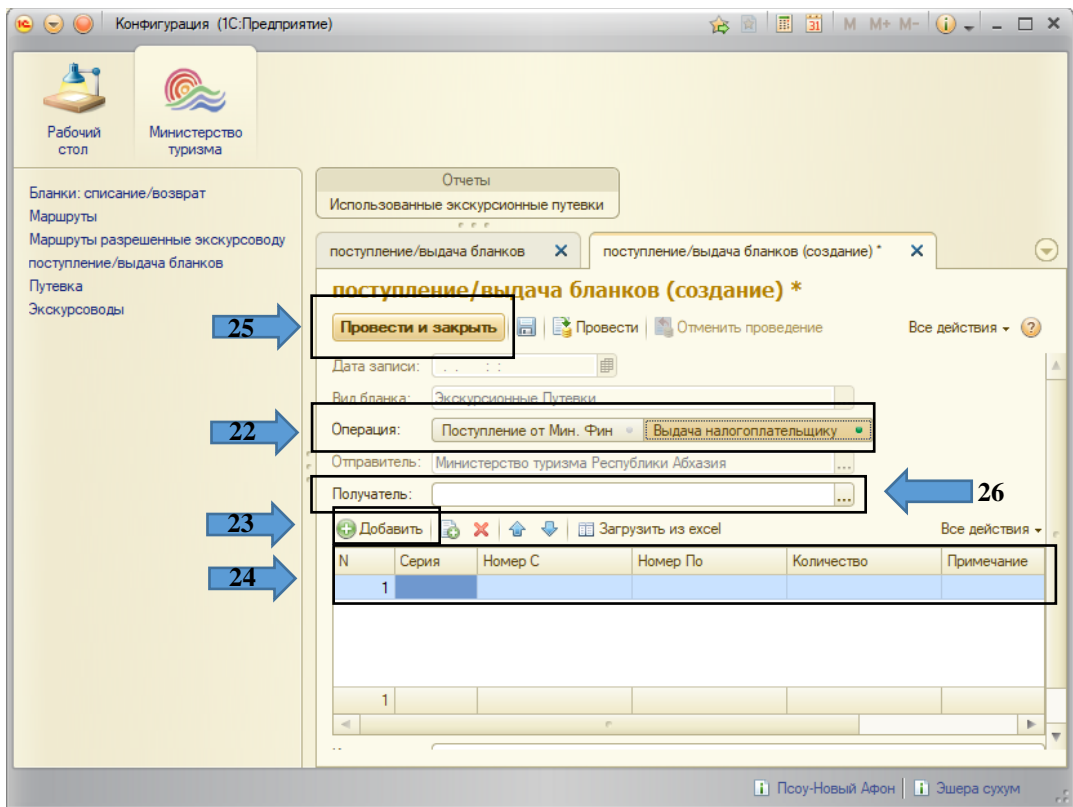 Конфигурация (1С:Предприятие)
31 M M+ M-
Рабочий стол
Министерство туризма
Бланки: списание/возврат
Маршруты
Маршруты разрешенные экскурсоводу
поступление/выдача бланков
Путевка
Экскурсоводы
Отчеты
Использованные экскурсионные путевки
поступление/выдача бланков
поступление/выдача бланков (создание) *
поступление/выдача бланков (создание) *
25
Провести и закрыть Провести Отменить проведение Все действия
Дата записи: . . : :
Вид бланка: Экскурсионные Путевки
22
Операция: Поступление от Мин. Фин Выдача налогоплательщику
Отправитель: Министерство туризма Республики Абхазия ...
Получатель: ...
26
23
Добавить Загрузить из excel Все действия
24
N Серия Номер С Номер По Количество Примечание
1
1
Псоу-Новый Афон Эшера сухум